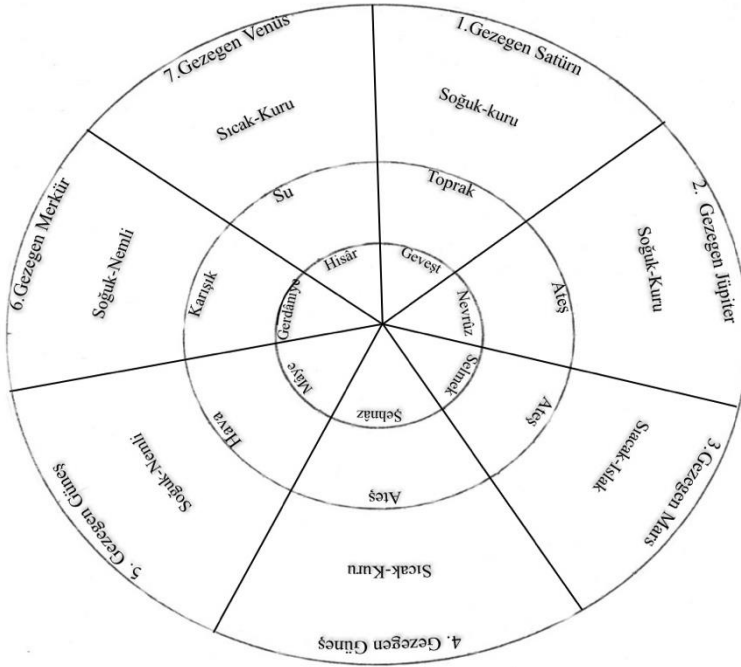 1.Gezegen Satürn
Soğuk-kuru
Toprak
Geveşt
2. Gezegen Jüpiter
Soğuk-Kuru
Ateş
Nevrûz
3.Gezegen Mars
Sıacak-Islak
Ateş
Selmek
4. Gezegen Güneş
Sıcak-Kuru
Ateş
Şehnâz
5. Gezegen Güneş
Soğuk-Nemli
Hava
Mâye
6.Gezegen Merkür
Soğuk-Nemli
Karışık
Gerdâniye
7.Gezegen Venüs
Sıcak-Kuru
Su
Hisâr